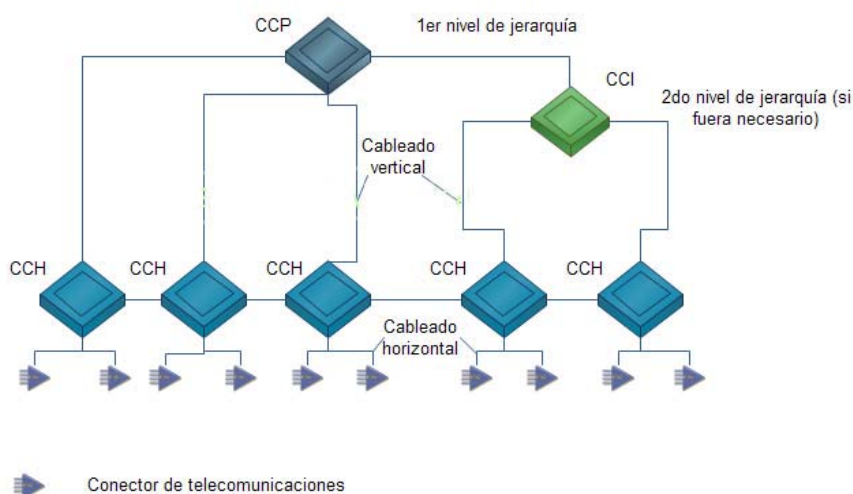 CCP
1er nivel de jerarquía
CCI
2do nivel de jerarquía (si
fuera necesario)
Cableado
vertical
CCH
CCH
CCH
CCH
CCH
Cableado
horizontal
Conector de telecomunicaciones